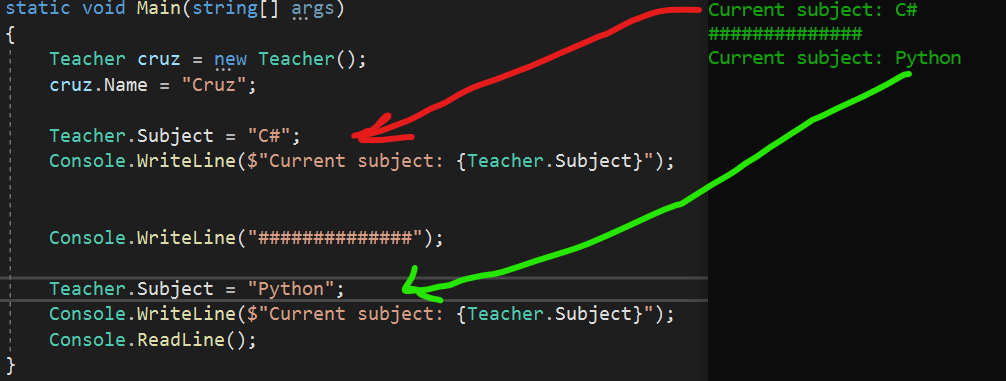 static void Main(string[] args)
{
Teacher cruz = new Teacher();
cruz.Name = "Cruz";
Teacher.Subject = "C#";
Console.WriteLine($"Current subject: {Teacher.Subject}");
Console.WriteLine("##############");
Teacher.Subject = "Python";
Console.WriteLine($"Current subject: {Teacher.Subject}");
Console.ReadLine();
}
Current subject: C#
##############
Current subject: Python